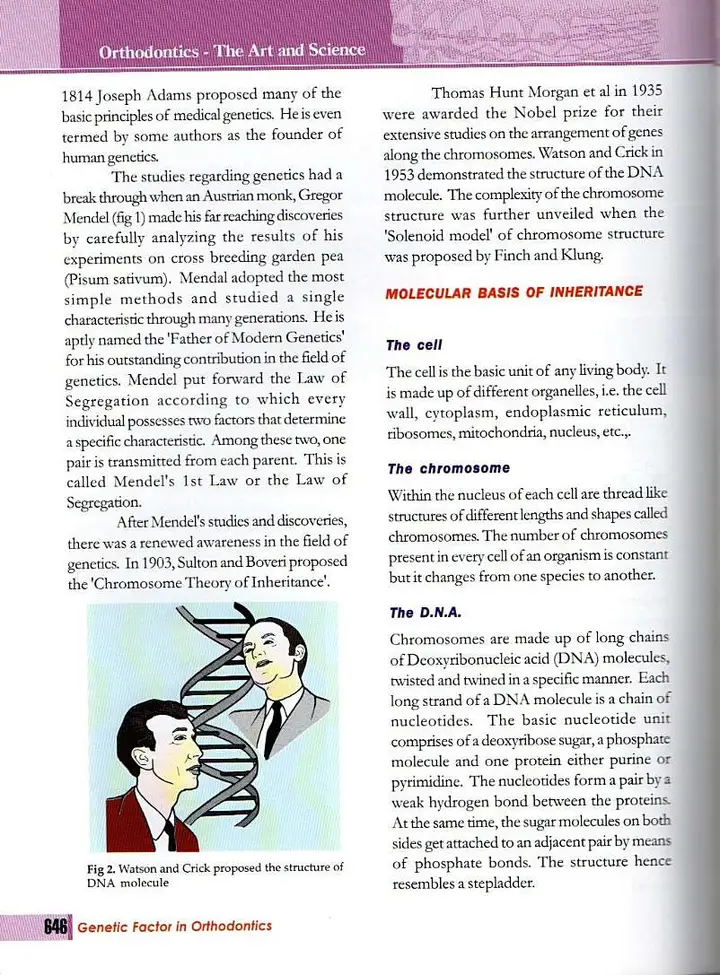 Orthodontics - The Art and Science
1814 Joseph Adams proposed many of the
basic principles of medical genetics. He is even
termed by some authors as the founder of
human genetics.
The studies regarding genetics had a
break through when an Austrian monk, Gregor
Mendel (fig 1) made his far reaching discoveries
by carefully analyzing the results of his
experiments on cross breeding garden pea
(Pisum sativum). Mendal adopted the most
simple methods and studied a single
characteristic through many generations. He is
aptly named the 'Father of Modern Genetics'
for his outstanding contribution in the field of
genetics. Mendel put forward the Law of
Segregation according to which every
individual possesses two factors that determine
a specific characteristic. Among these two, one
pair is transmitted from each parent. This is
called Mendel's 1st Law or the Law of
Segregation.
After Mendel's studies and discoveries,
there was a renewed awareness in the field of
genetics. In 1903, Sulton and Boveri proposed
the 'Chromosome Theory of Inheritance'.
Fig 2. Watson and Crick proposed the structure of
DNA molecule
Thomas Hunt Morgan et al in 1935
were awarded the Nobel prize for their
extensive studies on the arrangement of genes
along the chromosomes. Watson and Crick in
1953 demonstrated the structure of the DNA
molecule. The complexity of the chromosome
structure was further unveiled when the
'Solenoid model' of chromosome structure
was proposed by Finch and Klung.
MOLECULAR BASIS OF INHERITANCE
The cell
The cell is the basic unit of any living body. It
is made up of different organelles, i.e. the cell
wall, cytoplasm, endoplasmic reticulum,
ribosomes, mitochondria, nucleus, etc.,.
The chromosome
Within the nucleus of each cell are thread like
structures of different lengths and shapes called
chromosomes. The number of chromosomes
present in every cell of an organism is constant
but it changes from one species to another.
The D.N.A.
Chromosomes are made up of long chains
of Deoxyribonucleic acid (DNA) molecules,
twisted and twined in a specific manner. Each
long strand of a DNA molecule is a chain of
nucleotides. The basic nucleotide unit
comprises of a deoxyribose sugar, a phosphate
molecule and one protein either purine or
pyrimidine. The nucleotides form a pair by a
weak hydrogen bond between the proteins.
At the same time, the sugar molecules on both
sides get attached to an adjacent pair by means
of phosphate bonds. The structure hence
resembles a stepladder.
646 Genetic Factor in Orthodontics